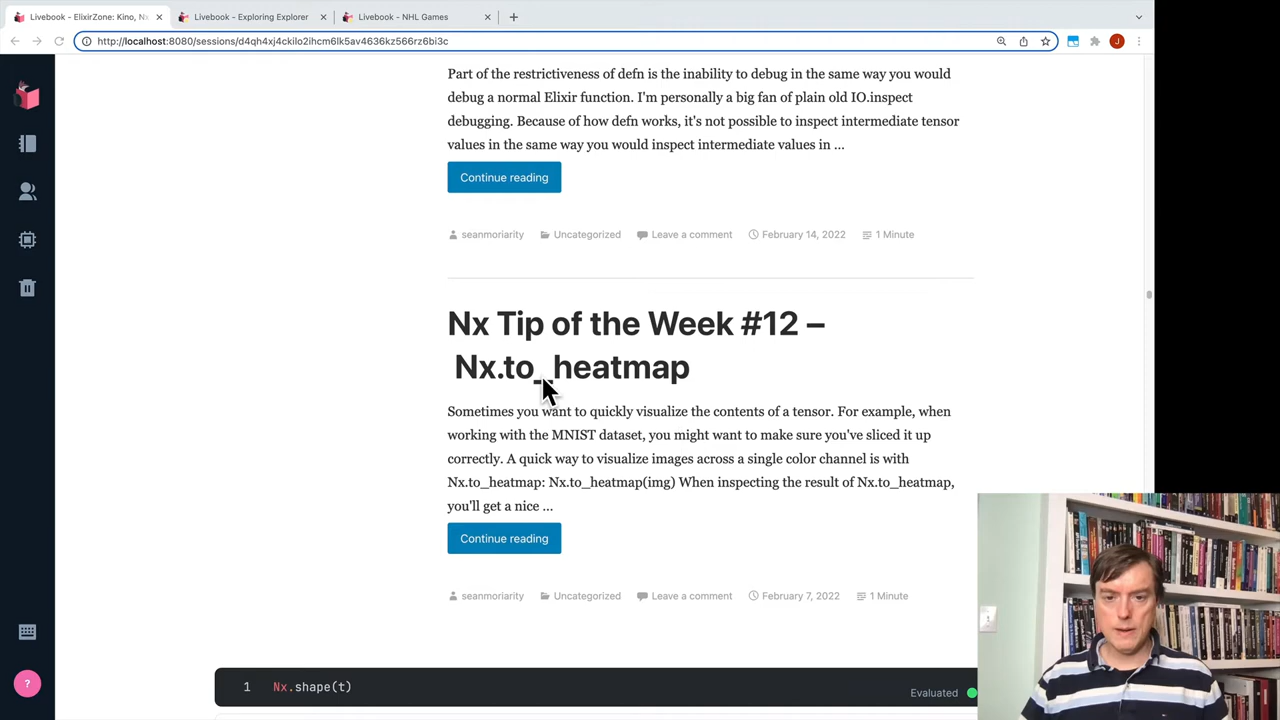 Livebook - ElixirZone: Kino, Nx
Livebook - Exploring Explorer
Livebook - NHL Games
http://localhost:8080/sessions/d4qh4xj4ckilo2ihcm6lk5av4636kz566rz6bi3c
J
Part of the restrictiveness of defn is the inability to debug in the same way you would
debug a normal Elixir function. I'm personally a big fan of plain old IO.inspect
debugging. Because of how defn works, it's not possible to inspect intermediate tensor
values in the same way you would inspect intermediate values in ...
Continue reading
seanmoriarity Uncategorized Leave a comment February 14, 2022 1 Minute
Nx Tip of the Week #12 –
Nx.to_heatmap
Sometimes you want to quickly visualize the contents of a tensor. For example, when
working with the MNIST dataset, you might want to make sure you've sliced it up
correctly. A quick way to visualize images across a single color channel is with
Nx.to_heatmap: Nx.to_heatmap(img) When inspecting the result of Nx.to_heatmap,
you'll get a nice ...
Continue reading
seanmoriarity Uncategorized Leave a comment February 7, 2022 1 Minute
1 Nx.shape(t)
Evaluated
?